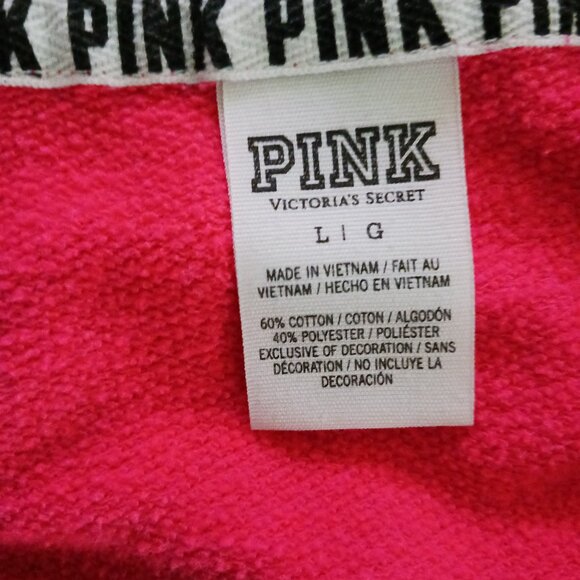 K PINK PINK PINK
PINK
VICTORIA'S SECRET
L | G
MADE IN VIETNAM / FAIT AU
VIETNAM / HECHO EN VIETNAM
60% COTTON / COTON / ALGODÓN
40% POLYESTER / POLIÉSTER
EXCLUSIVE OF DECORATION / SANS
DÉCORATION / NO INCLUYE LA
DECORACIÓN